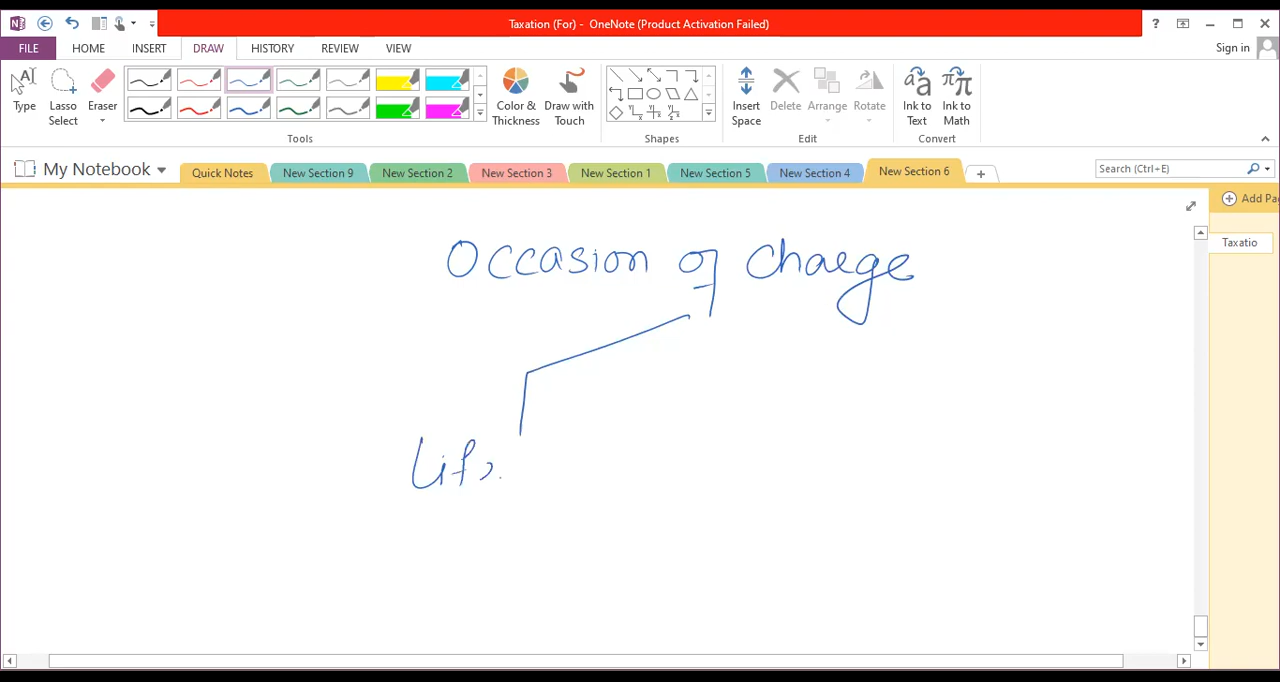 Taxation (For) - OneNote (Product Activation Failed)
?
FILE HOME INSERT DRAW HISTORY REVIEW VIEW
Sign in
Type Lasso Select Eraser
Color & Thickness Draw with Touch
Insert Space Delete Arrange Rotate
Ink to Text Ink to Math
Tools Shapes Edit Convert
My Notebook Quick Notes New Section 9 New Section 2 New Section 3 New Section 1 New Section 5 New Section 4 New Section 6
Search (Ctrl+E)
Add Pa
Taxatio
Occasion of Charge
Lif